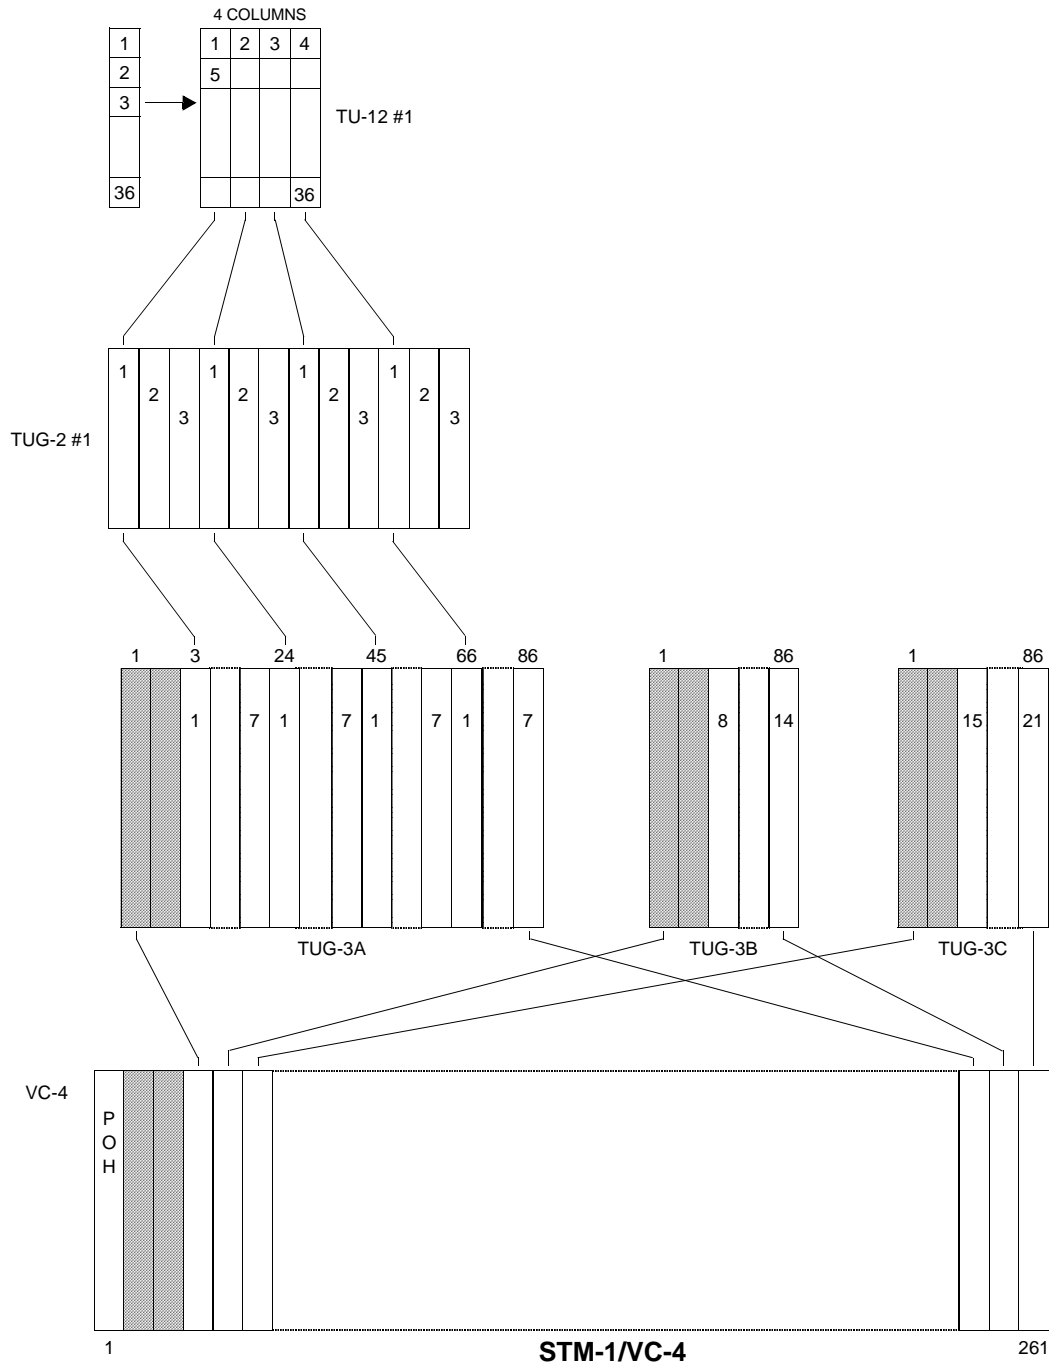 4 COLUMNS
1
1 2 3 4
2
5
3
TU-12 #1
36
36
1 1 1 1
2 2 2 2
3 3 3 3
TUG-2 #1
1 3 24 45 66 86
1 86
1 86
1 7 1 7 1 7 1 7
8 14
15 21
TUG-3A
TUG-3B
TUG-3C
VC-4
P
O
H
1
STM-1/VC-4
261